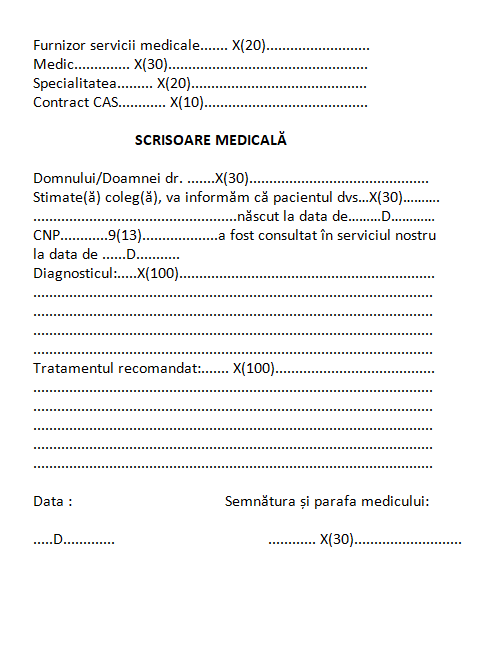 Furnizor servicii medicale....... X(20)..........................
Medic.............. X(30)..................................................
Specialitatea......... X(20)............................................
Contract CAS............ X(10).........................................
SCRISOARE MEDICALĂ
Domnului/Doamnei dr. .......X(30).............................................
Stimate(ă) coleg(ă), va informăm că pacientul dvs...X(30)..........
...................................................născut la data de.........D............
CNP............9(13)...................a fost consultat în serviciul nostru
la data de ......D...........
Diagnosticul:.....X(100)................................................................
....................................................................................................
....................................................................................................
....................................................................................................
....................................................................................................
Tratamentul recomandat:....... X(100)........................................
....................................................................................................
....................................................................................................
....................................................................................................
....................................................................................................
....................................................................................................
Data : Semnătura și parafa medicului:
.....D............. ............ X(30)...........................